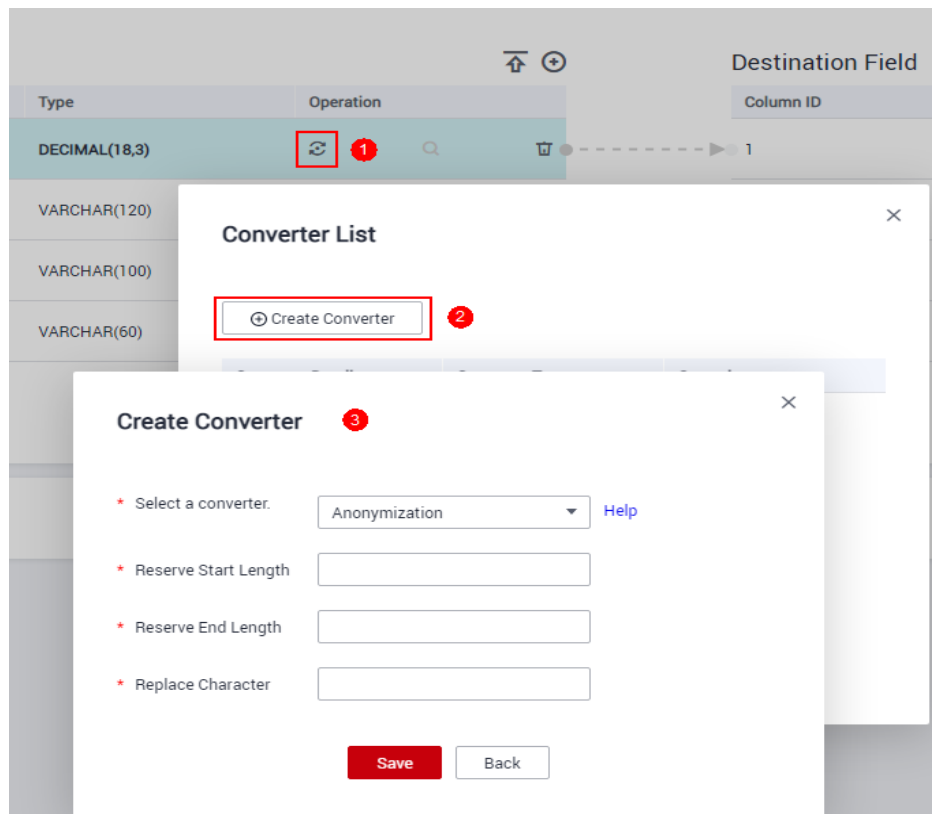 Destination Field
Type Operation Column ID
DECIMAL(18,3) 1 1
VARCHAR(120)
Converter List
VARCHAR(100)
Create Converter 2
VARCHAR(60)
Create Converter 3
* Select a converter. Anonymization Help
* Reserve Start Length
* Reserve End Length
* Replace Character
Save Back